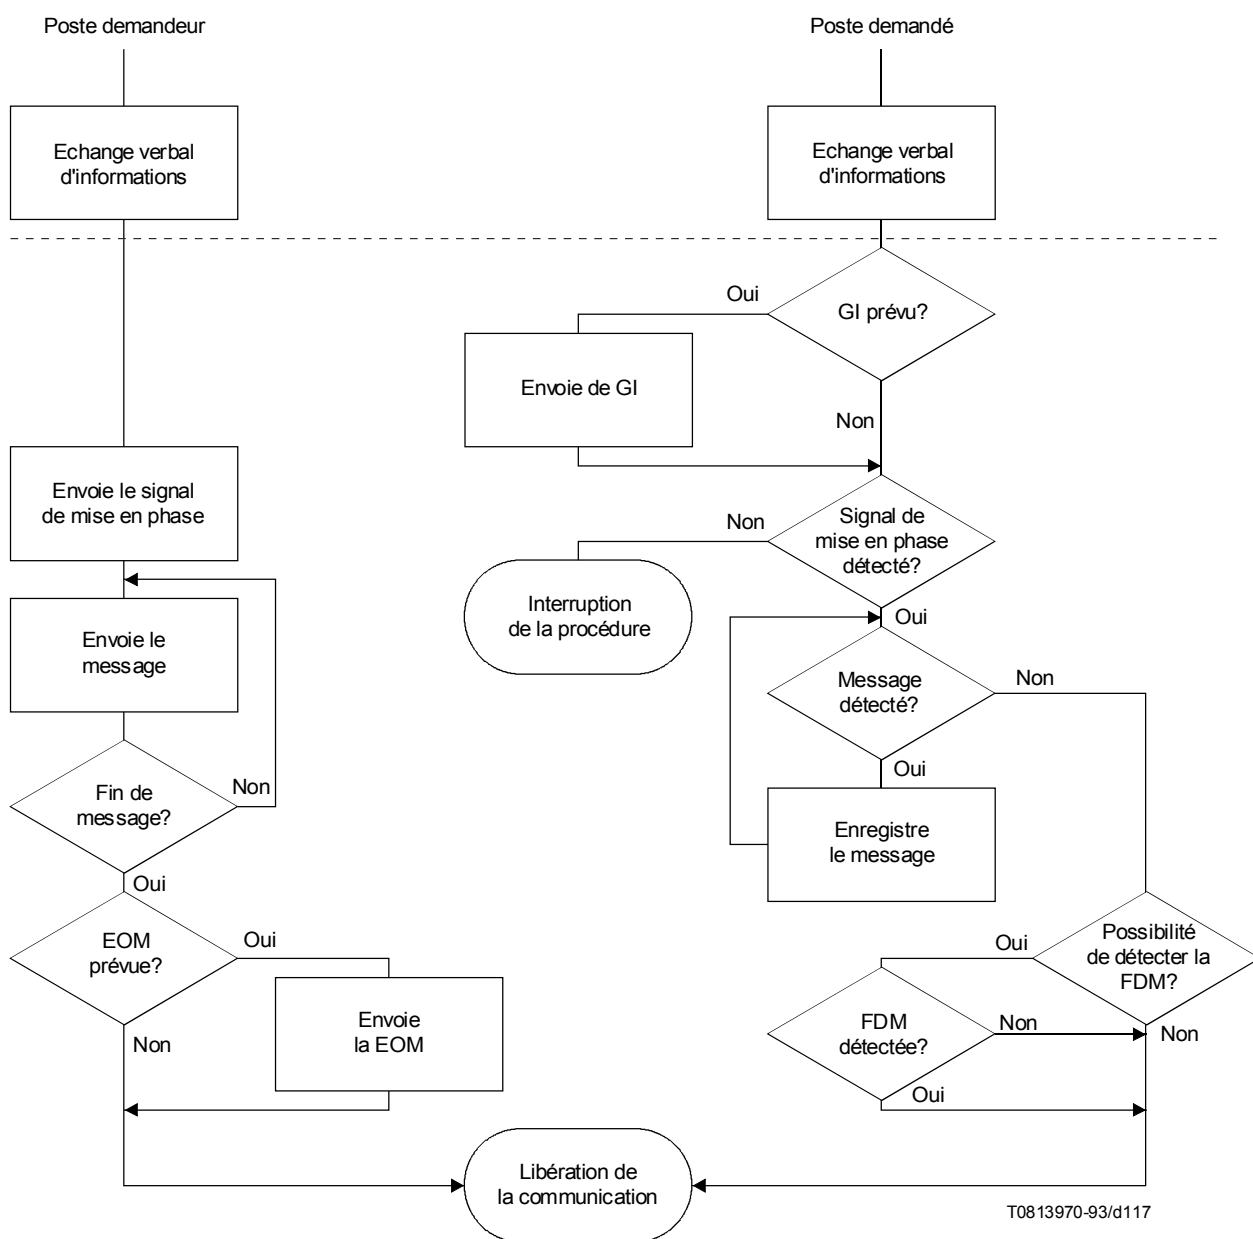 Poste demandeur
Poste demandé
Echange verbal
d'informations
Echange verbal
d'informations
Oui
GI prévu?
Envoie de GI
Non
Envoie le signal
de mise en phase
Non
Signal de
mise en phase
détecté?
Interruption
de la procédure
Oui
Envoie le
message
Message
détecté?
Non
Oui
Non
Fin de
message?
Enregistre
le message
Oui
EOM
prévue?
Oui
Oui
Possibilité
de détecter la
FDM?
Envoie
la EOM
Non
FDM
détectée?
Non
Non
Oui
Libération de
la communication
T0813970-93/d117